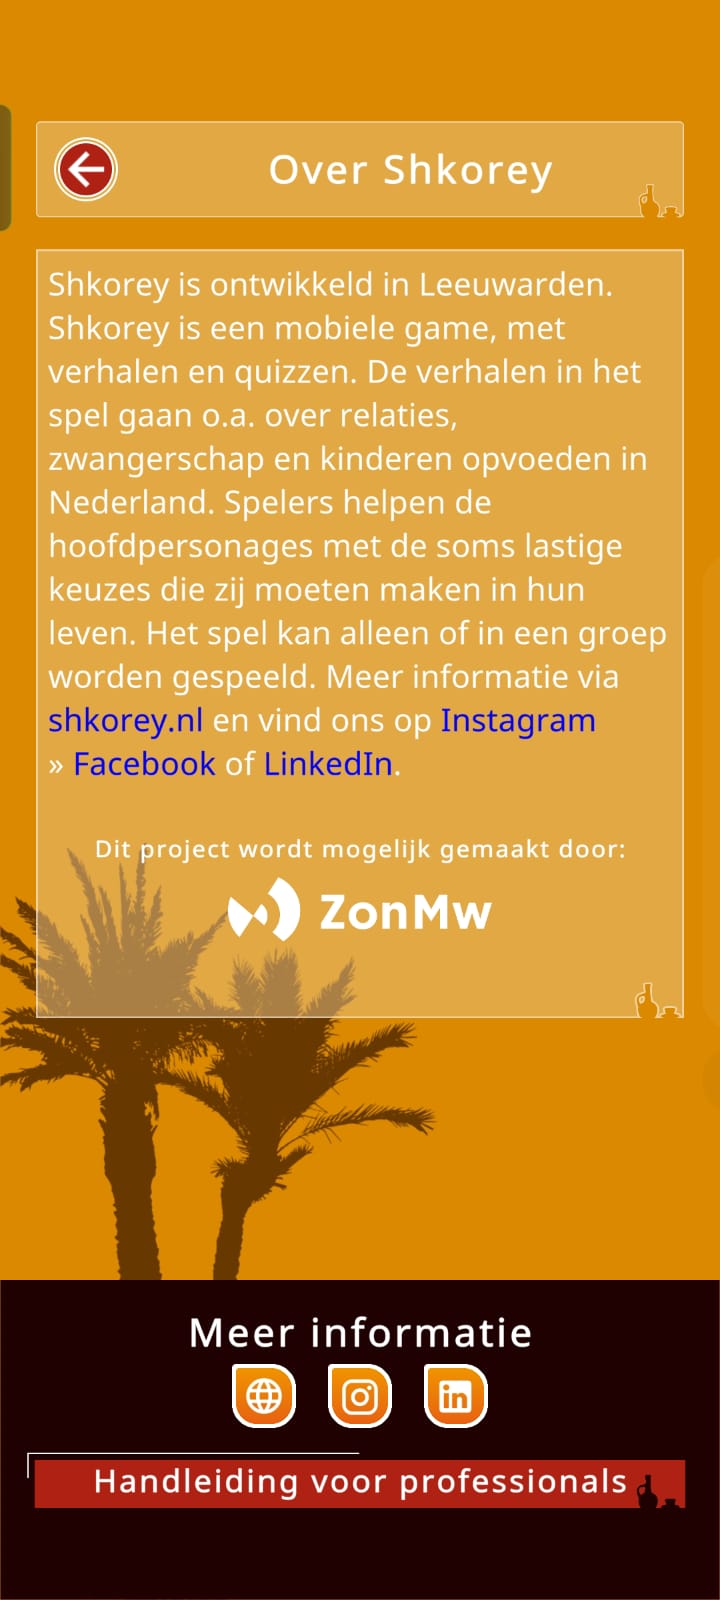 Over Shkorey
Shkorey is ontwikkeld in Leeuwarden.
Shkorey is een mobiele game, met
verhalen en quizzen. De verhalen in het
spel gaan o.a. over relaties,
zwangerschap en kinderen opvoeden in
Nederland. Spelers helpen de
hoofdpersonages met de soms lastige
keuzes die zij moeten maken in hun
leven. Het spel kan alleen of in een groep
worden gespeeld. Meer informatie via
shkorey.nl en vind ons op Instagram
» Facebook of LinkedIn.
Dit project wordt mogelijk gemaakt door:
ZonMw
Meer informatie
in
Handleiding voor professionals